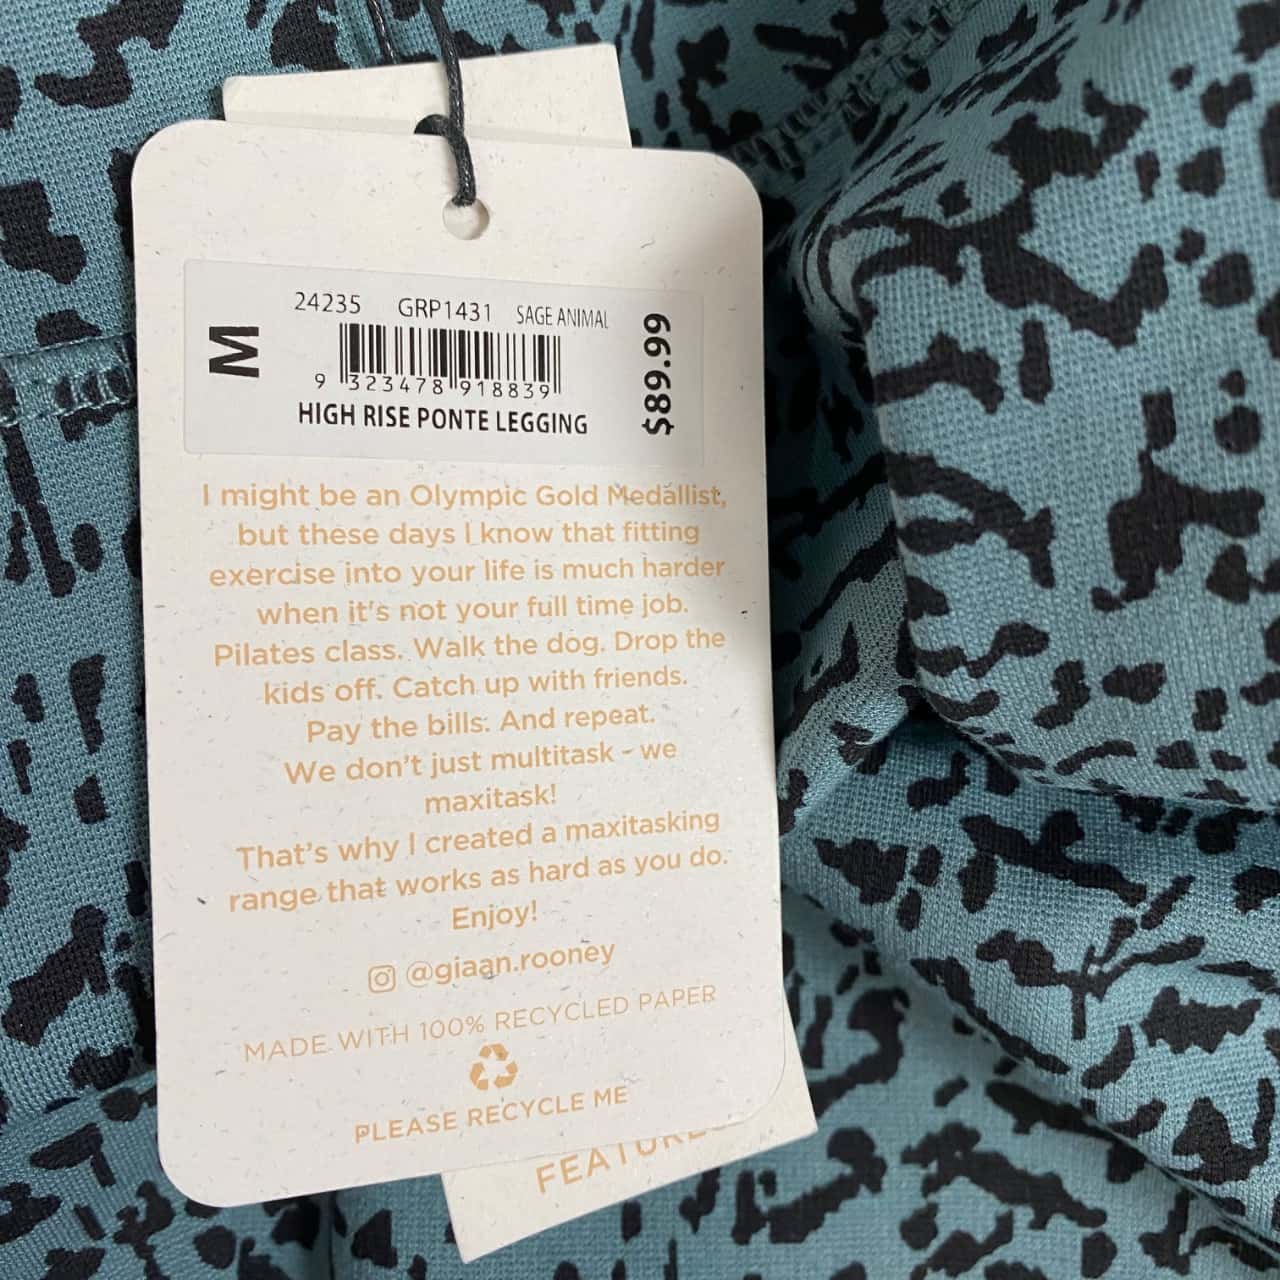 24235 GRP1431 SAGE ANIMAL
M
$89.99
9 323478 918839
HIGH RISE PONTE LEGGING
I might be an Olympic Gold Medallist,
but these days I know that fitting
exercise into your life is much harder
when it's not your full time job.
Pilates class. Walk the dog. Drop the
kids off. Catch up with friends.
Pay the bills. And repeat.
We don't just multitask - we
maxitask!
That's why I created a maxitasking
range that works as hard as you do.
Enjoy!
@giaan.rooney
MADE WITH 100% RECYCLED PAPER
PLEASE RECYCLE ME
FEATURES